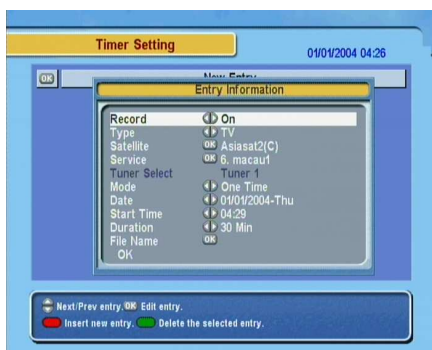 Timer Setting
01/01/2004 04:26
OK New Entry
Entry Information
Record On
Type TV
Satellite OK Asiasat2(C)
Service OK 6. macau1
Tuner Select Tuner 1
Mode One Time
Date 01/01/2004-Thu
Start Time 04:29
Duration 30 Min
File Name OK
OK
Next/Prev entry. OK Edit entry.
Insert new entry. Delete the selected entry.